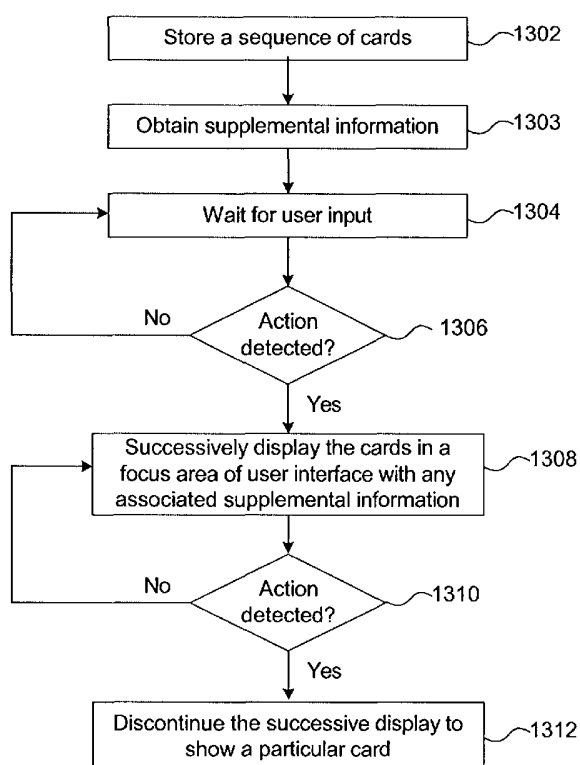 Store a sequence of cards
1302
Obtain supplemental information
1303
Wait for user input
1304
No
Action
detected?
1306
Yes
Successively display the cards in a
focus area of user interface with any
associated supplemental information
1308
No
Action
detected?
1310
Yes
Discontinue the successive display to
show a particular card
1312